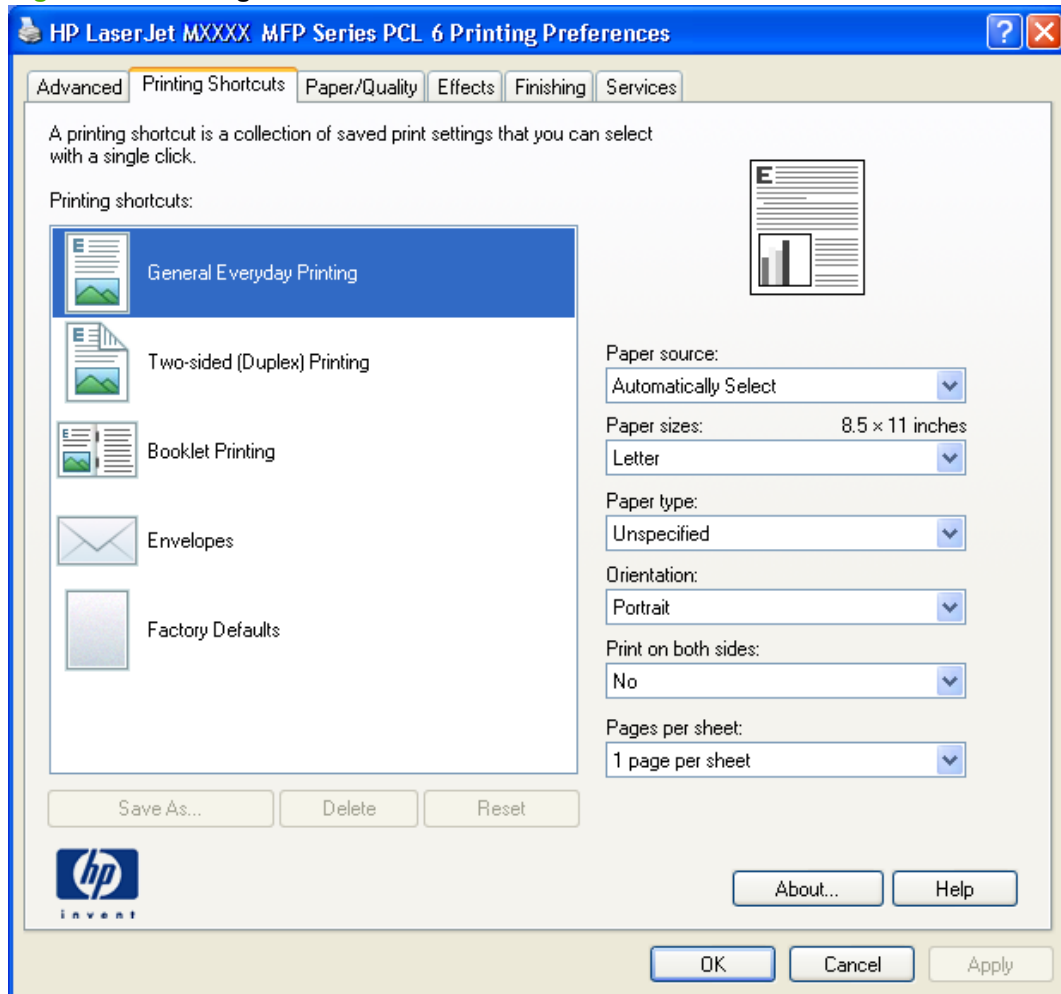 HP LaserJet MXXXX MFP Series PCL 6 Printing Preferences
Advanced Printing Shortcuts Paper/Quality Effects Finishing Services
A printing shortcut is a collection of saved print settings that you can select
with a single click.
Printing shortcuts:
E
General Everyday Printing
E
Two-sided (Duplex) Printing
E
Booklet Printing
Envelopes
Factory Defaults
Save As... Delete Reset
E
Paper source:
Automatically Select
Paper sizes: 8.5 × 11 inches
Letter
Paper type:
Unspecified
Orientation:
Portrait
Print on both sides:
No
Pages per sheet:
1 page per sheet
hp
invent
About... Help
OK Cancel Apply